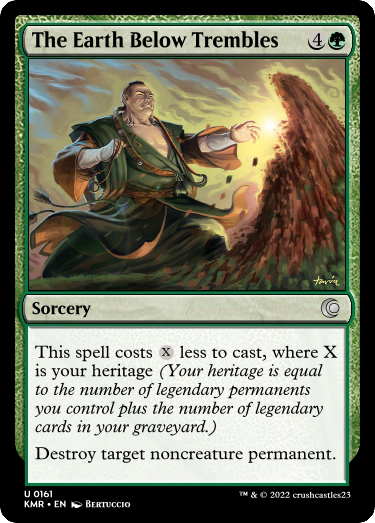 The Earth Below Trembles 4
Sorcery
This spell costs X less to cast, where X
is your heritage (Your heritage is equal
to the number of legendary permanents
you control plus the number of legendary
cards in your graveyard.)
Destroy target noncreature permanent.
U 0161
KMR • EN Bertuccio
™ & © 2022 crushcastles23